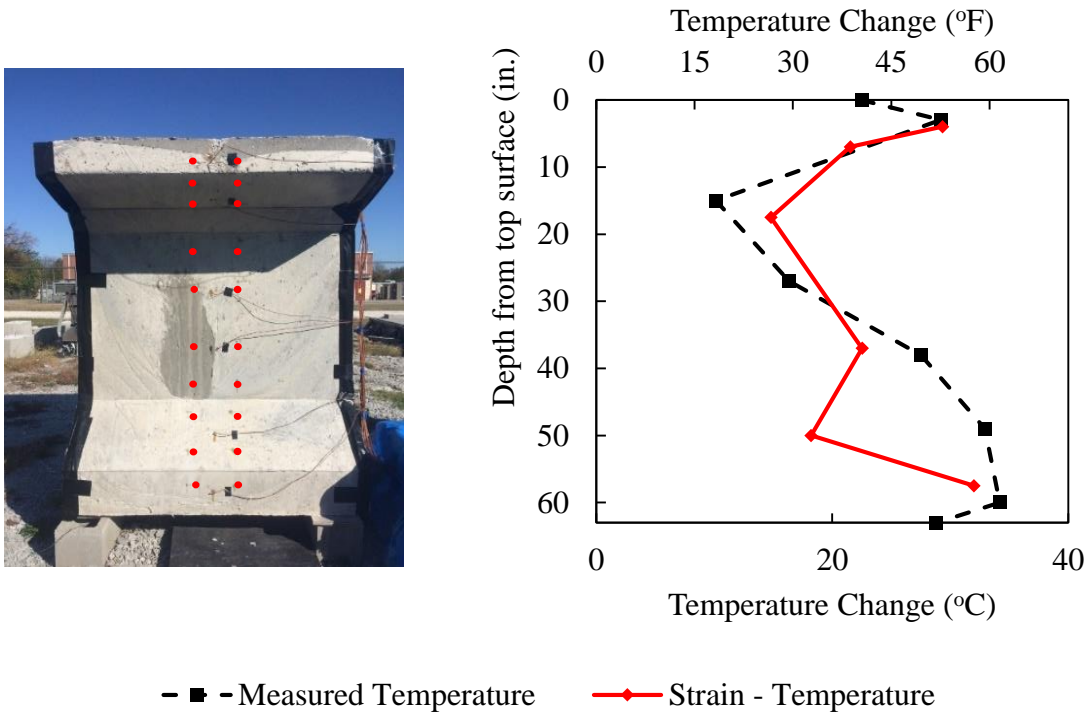 Temperature Change (°F)
0 15 30 45 60
Depth from top surface (in.)
0
10
20
30
40
50
60
0 20 40
Temperature Change (°C)
Measured Temperature Strain - Temperature